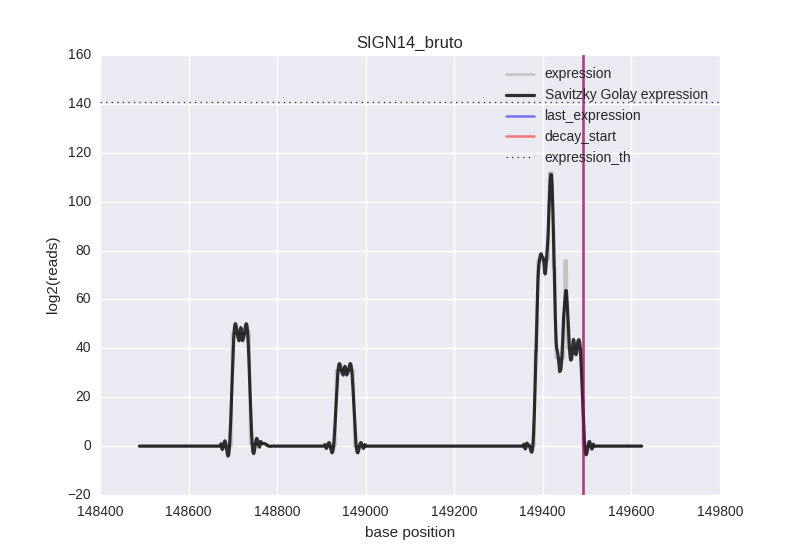 SIGN14_bruto
160
140
120
100
80
60
40
20
0
−20
log2(reads)
expression
Savitzky Golay expression
last_expression
decay_start
expression_th
148400 148600 148800 149000 149200 149400 149600 149800
base position